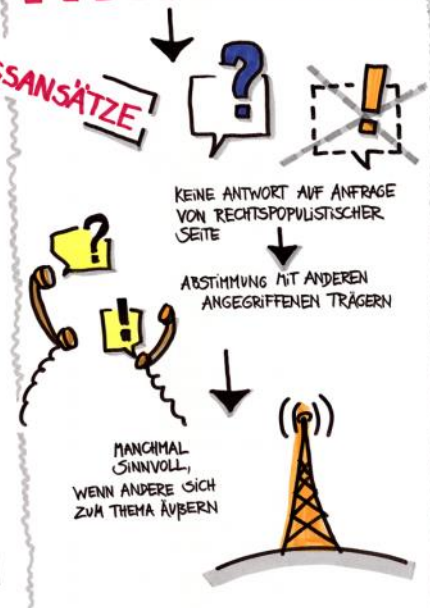 KEINE ANTWORT AUF ANFRAGE
VON RECHTSPOPULISTISCHER
SEITE
ABSTIMMUNG MIT ANDEREN
ANGEGRIFFENEN TRÄGERN
MANCHMAL
SINNVOLL,
WENN ANDERE SICH
ZUM THEMA ÄUßERN